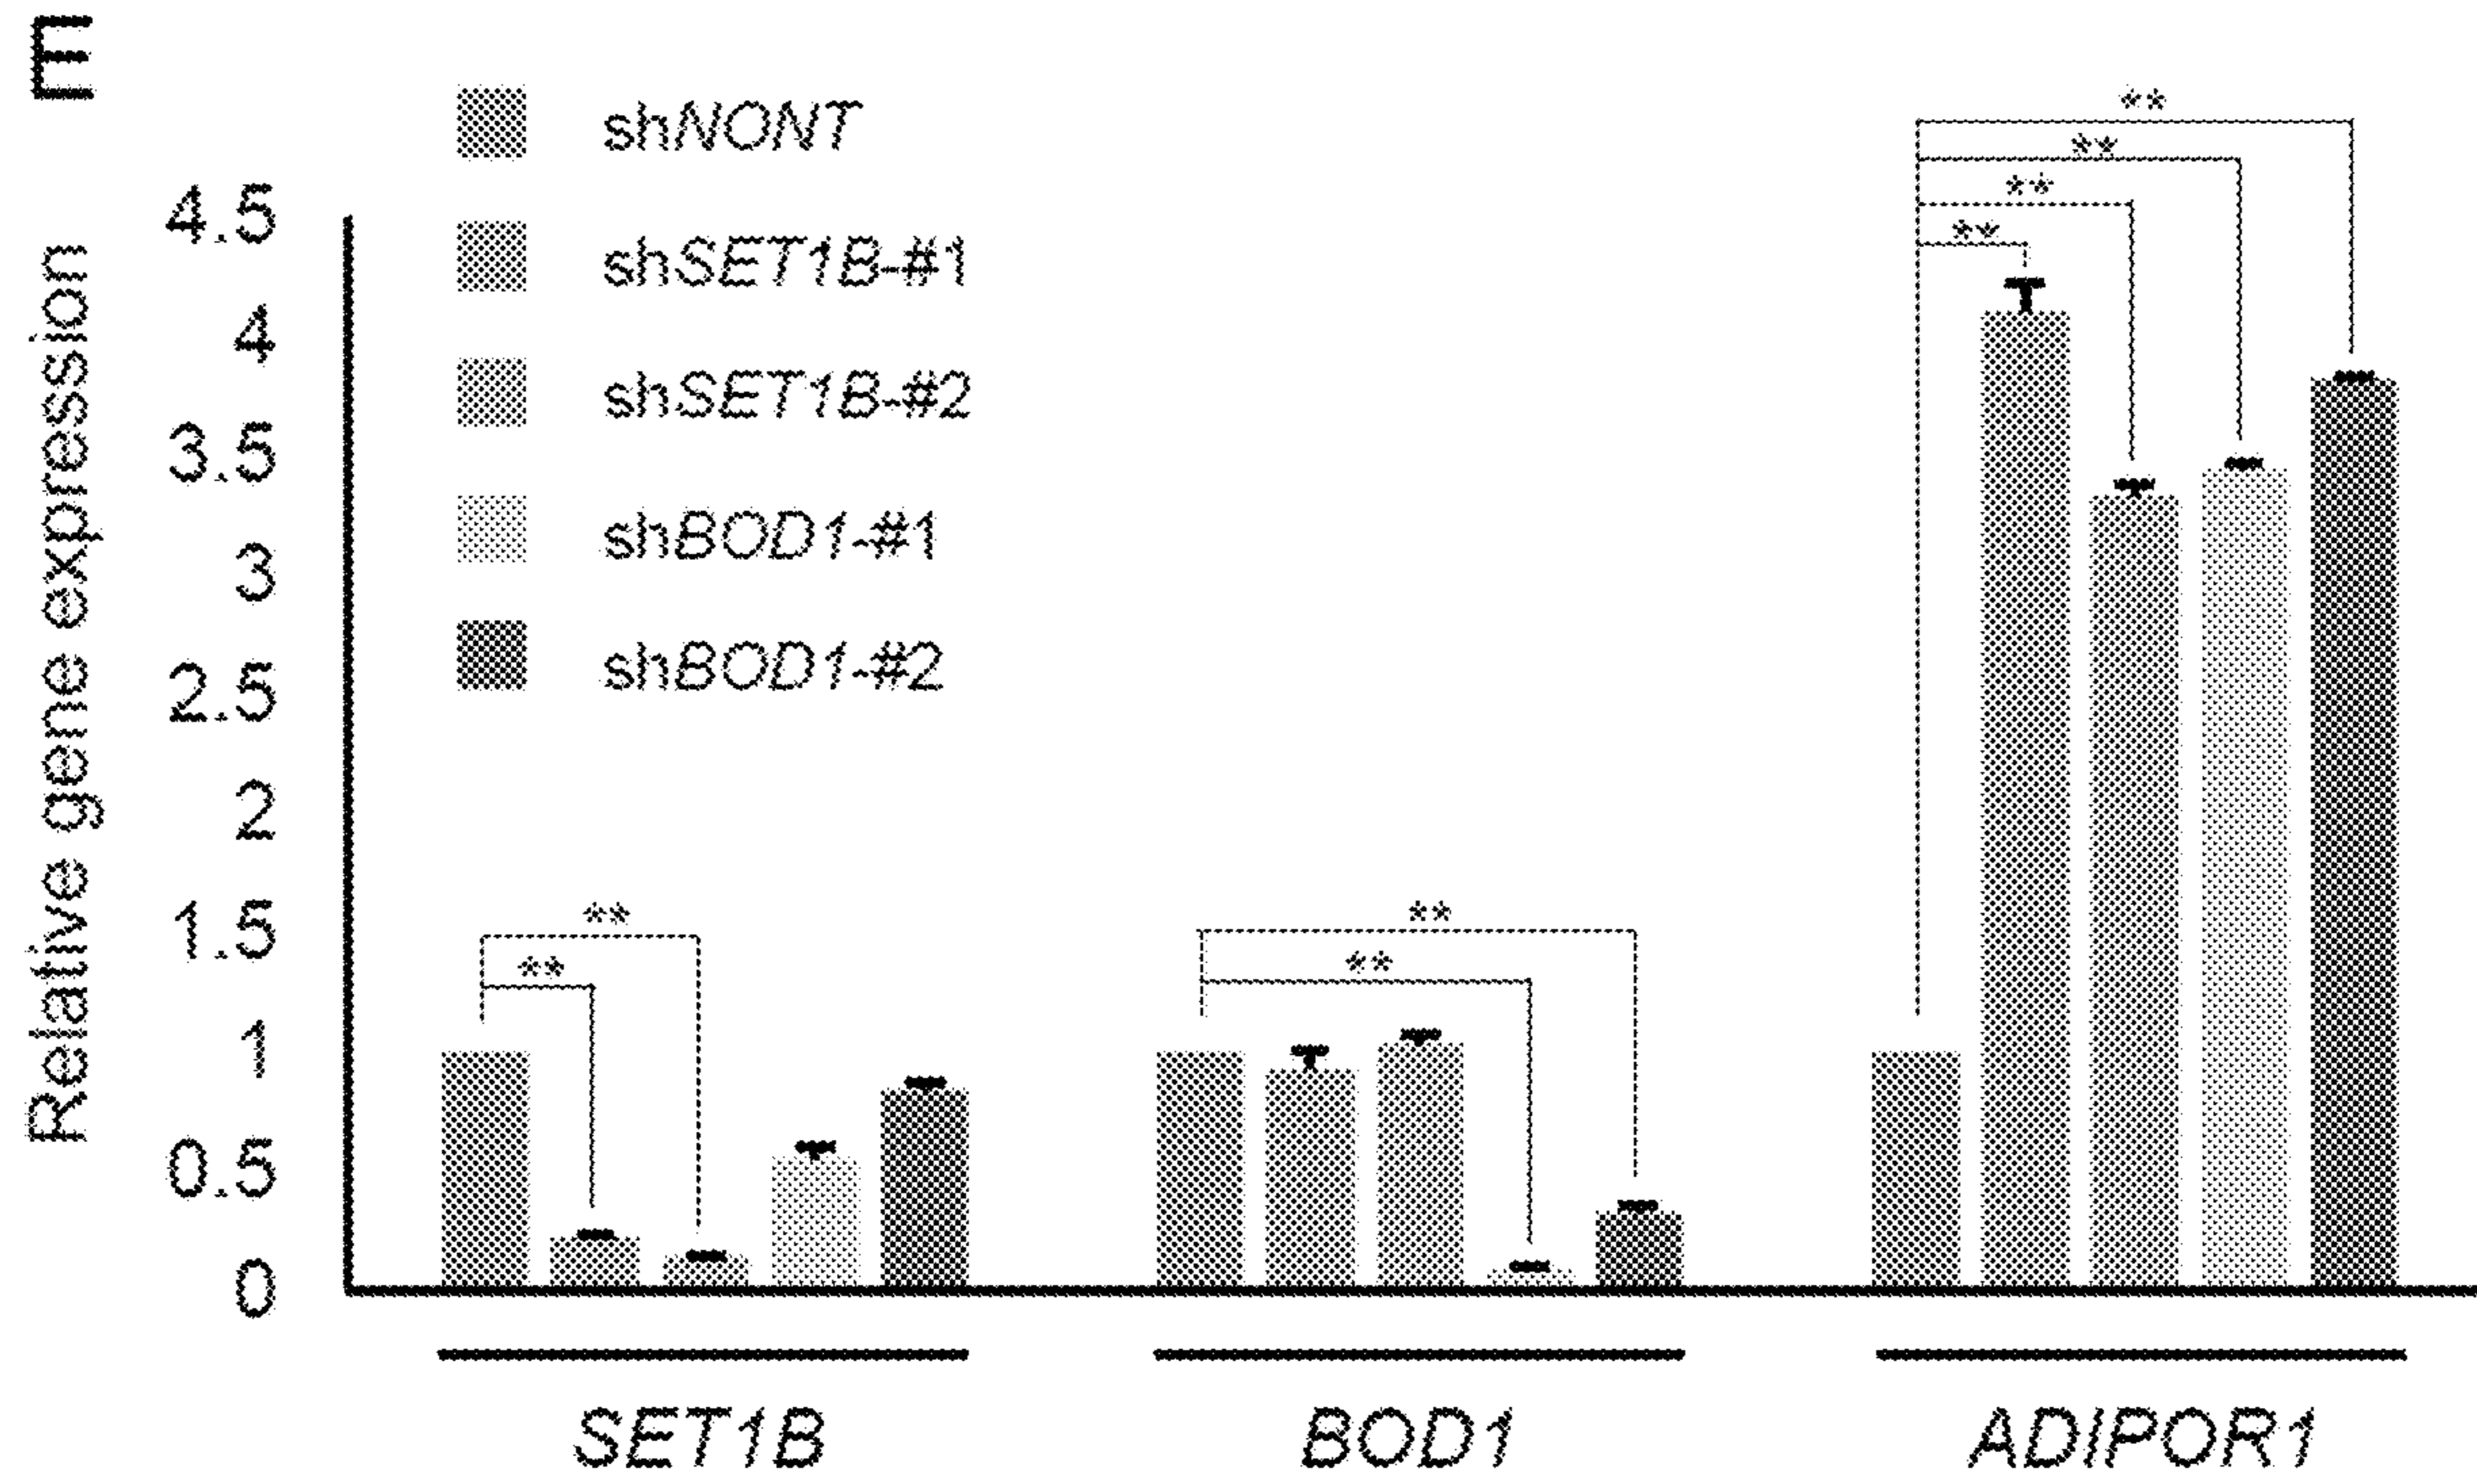 E
Relative gene expression
4.5
4
3.5
3
2.5
2
1.5
1
0.5
0
shNONT
shSET1B-#1
shSET1B-#2
shBOD1-#1
shBOD1-#2
**
**
**
**
**
**
**
**
SET1B
BOD1
ADIPOR1